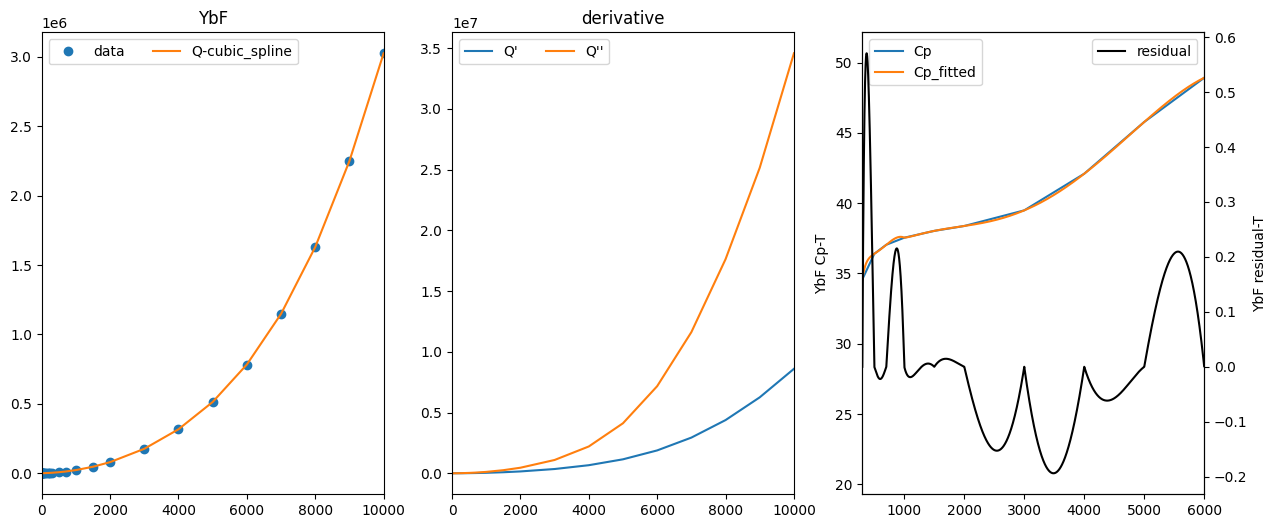 YbF
1e6
data
Q-cubic_spline
3.0
2.5
2.0
1.5
1.0
0.5
0.0
0 2000 4000 6000 8000 10000
derivative
1e7
Q' Q''
3.5
3.0
2.5
2.0
1.5
1.0
0.5
0.0
0 2000 4000 6000 8000 10000
Cp
Cp_fitted
residual
YbF Cp-T
50
45
40
35
30
25
20
1000 2000 3000 4000 5000 6000
0.6
0.5
0.4
0.3
0.2
0.1
0.0
−0.1
−0.2
YbF residual-T